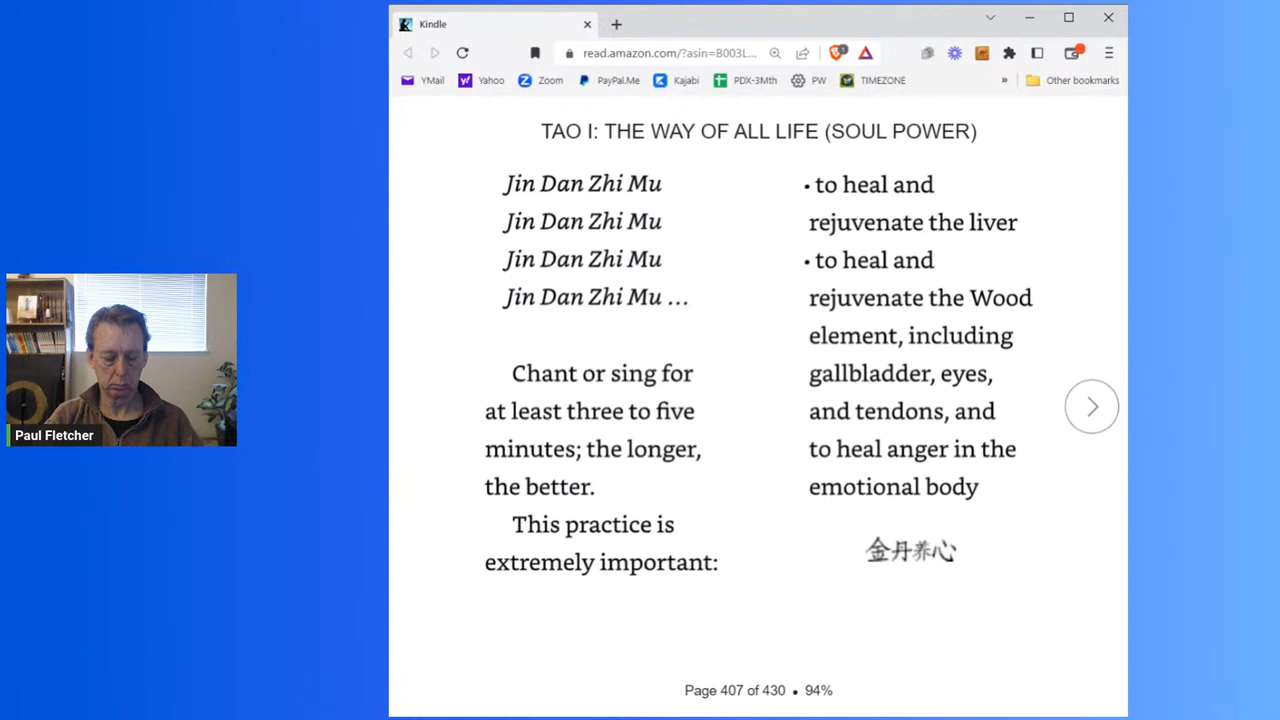 Kindle
read.amazon.com/?asin=B003L...
YMail
Yahoo
Zoom
PayPal.Me
Kajabi
PDX-3Mth
PW
TIMEZONE
»
Other bookmarks
TAO I: THE WAY OF ALL LIFE (SOUL POWER)
Jin Dan Zhi Mu
Jin Dan Zhi Mu
Jin Dan Zhi Mu
Jin Dan Zhi Mu …
Chant or sing for
at least three to five
minutes; the longer,
the better.
This practice is
extremely important:
• to heal and
rejuvenate the liver
• to heal and
rejuvenate the Wood
element, including
gallbladder, eyes,
and tendons, and
to heal anger in the
emotional body
金丹养心
Page 407 of 430 • 94%
Paul Fletcher